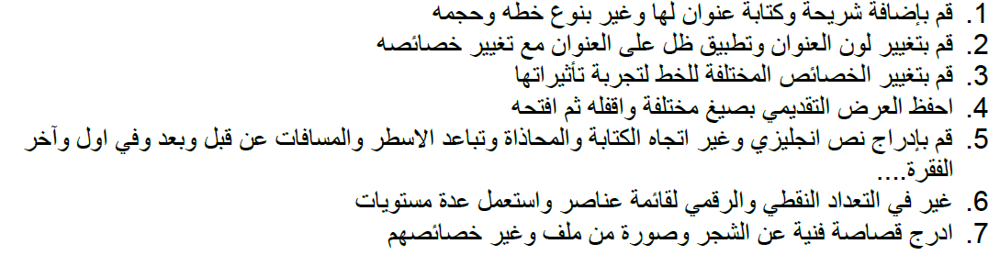 1. قم بإضافة شريحة وكتابة عنوان لها وغير بنوع خطه وحجمه
2. قم بتغيير لون العنوان وتطبيق ظل على العنوان مع تغيير خصائصه
3. قم بتغيير الخصائص المختلفة للخط لتجربة تأثيراتها
4. احفظ العرض التقديمي بصيغ مختلفة واقفله ثم افتحه
5. قم بإدراج نص انجليزي وغير اتجاه الكتابة والمحاذاة وتباعد الاسطر والمسافات عن قبل وبعد وفي اول وآخر
الفقرة....
6. غير في التعداد النقطي والرقمي لقائمة عناصر واستعمل عدة مستويات
7. ادرج قصاصة فنية عن الشجر وصورة من ملف وغير خصائصهم